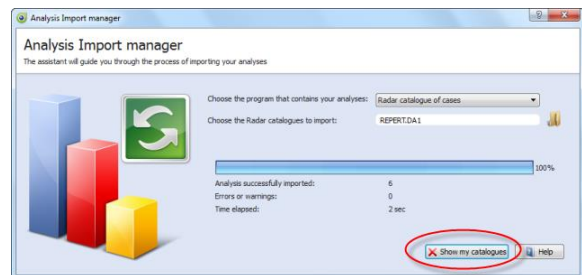 Analysis Import manager
Analysis Import manager
The assistant will guide you through the process of importing your analyses
Choose the program that contains your analyses: Radar catalogue of cases
Choose the Radar catalogues to import: REPERT.DA1
100%
Analysis successfully imported: 6
Errors or warnings: 0
Time elapsed: 2 sec
Show my catalogues Help